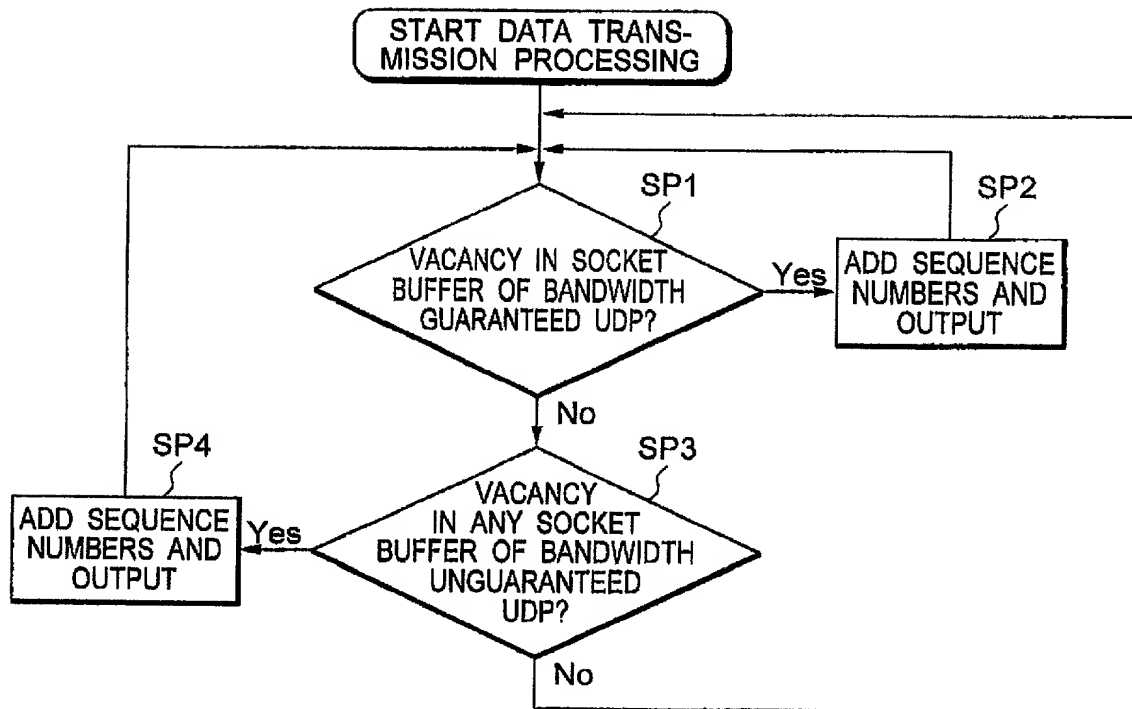 START DATA TRANS-
MISSION PROCESSING
SP1
VACANCY IN SOCKET
BUFFER OF BANDWIDTH
GUARANTEED UDP?
Yes
SP2
ADD SEQUENCE
NUMBERS AND
OUTPUT
No
SP3
VACANCY
IN ANY SOCKET
BUFFER OF BANDWIDTH
UNGUARANTEED
UDP?
Yes
SP4
ADD SEQUENCE
NUMBERS AND
OUTPUT
No